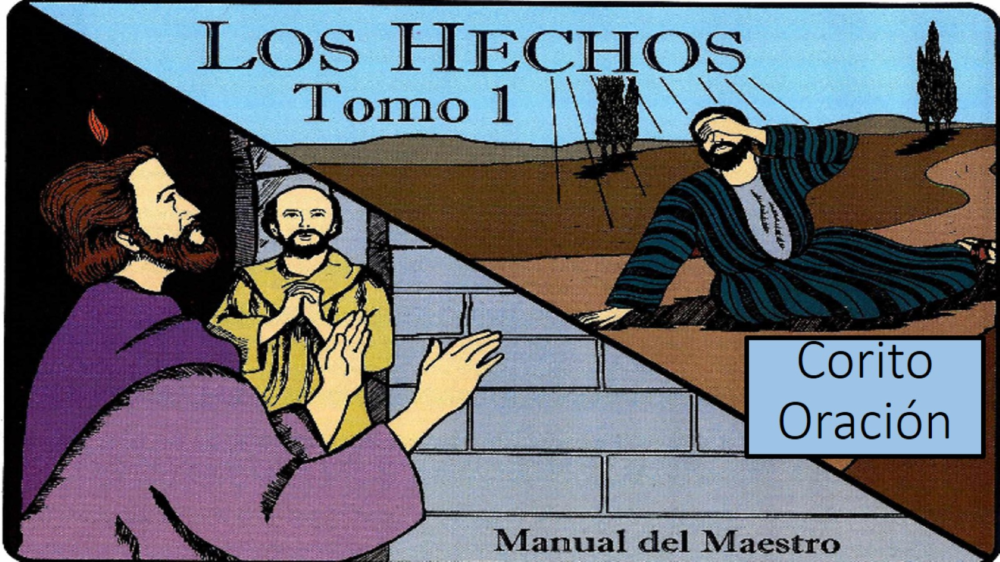 LOS HECHOS
Tomo 1
Corito
Oración
Manual del Maestro